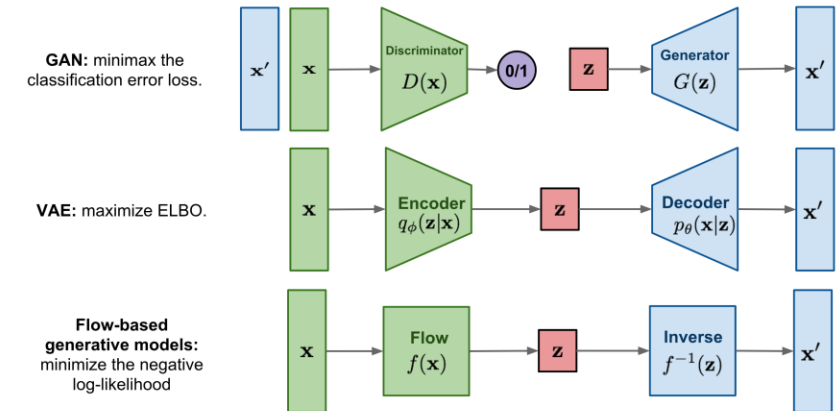 GAN: minimax the
classification error loss.
x′
x
Discriminator
D(x)
0/1
z
Generator
G(z)
x′
VAE: maximize ELBO.
x
Encoder
qϕ(z|x)
z
Decoder
pθ(x|z)
x′
Flow-based
generative models:
minimize the negative
log-likelihood
x
Flow
f(x)
z
Inverse
f⁻¹(z)
x′